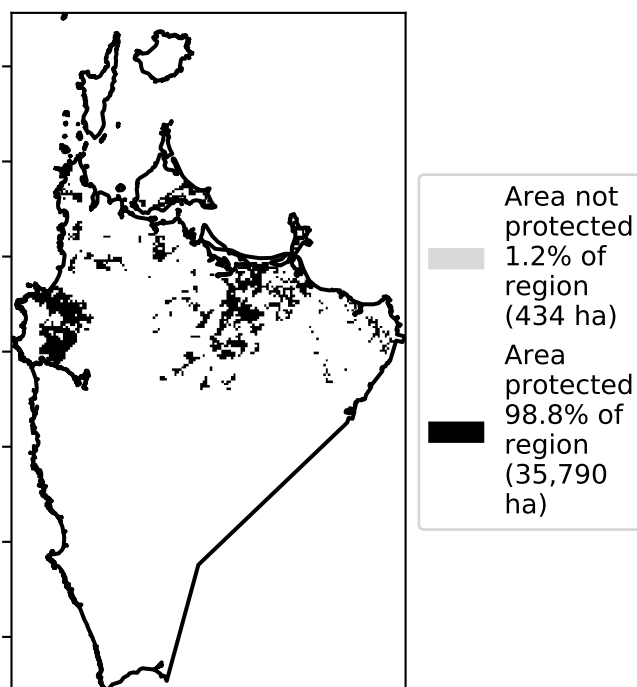 Area not
protected
1.2% of
region
(434 ha)
Area
protected
98.8% of
region
(35,790
ha)